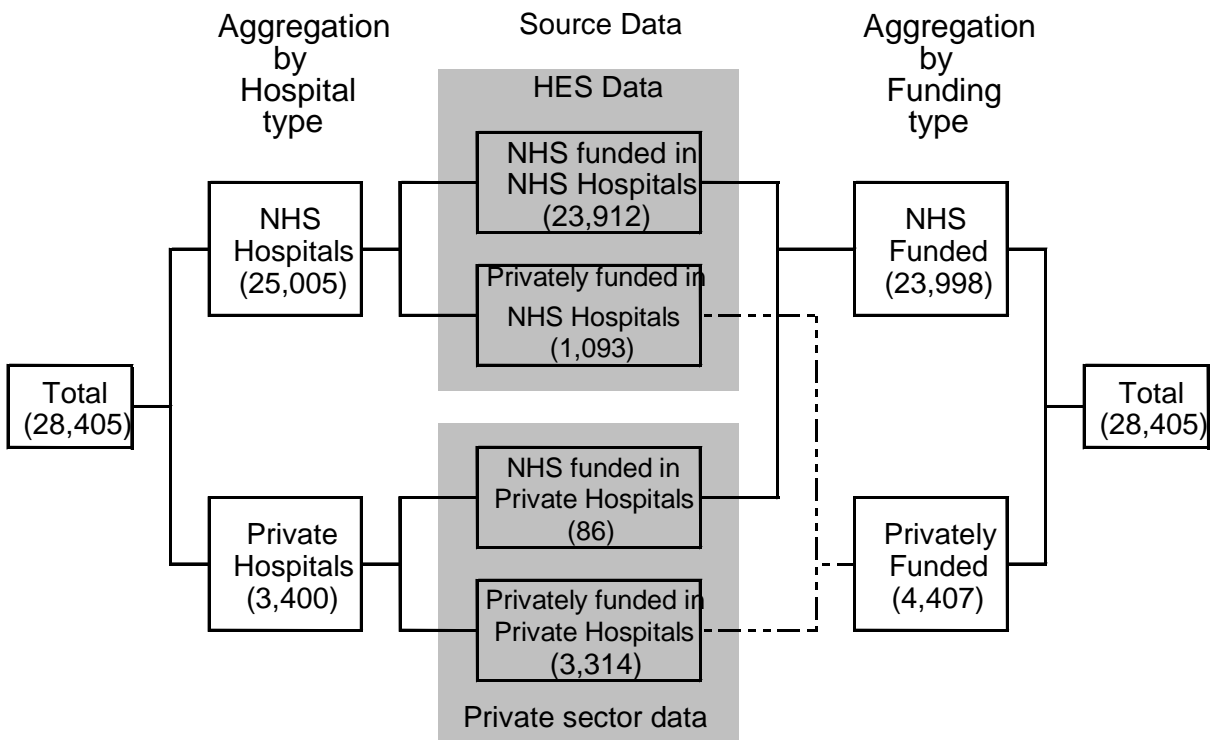 Aggregation
by
Hospital
type
Source Data
Aggregation
by
Funding
type
HES Data
NHS funded in
NHS Hospitals
(23,912)
NHS
Hospitals
(25,005)
NHS
Funded
(23,998)
Privately funded in
NHS Hospitals
(1,093)
Total
(28,405)
Total
(28,405)
NHS funded in
Private Hospitals
(86)
Private
Hospitals
(3,400)
Privately
Funded
(4,407)
Privately funded in
Private Hospitals
(3,314)
Private sector data